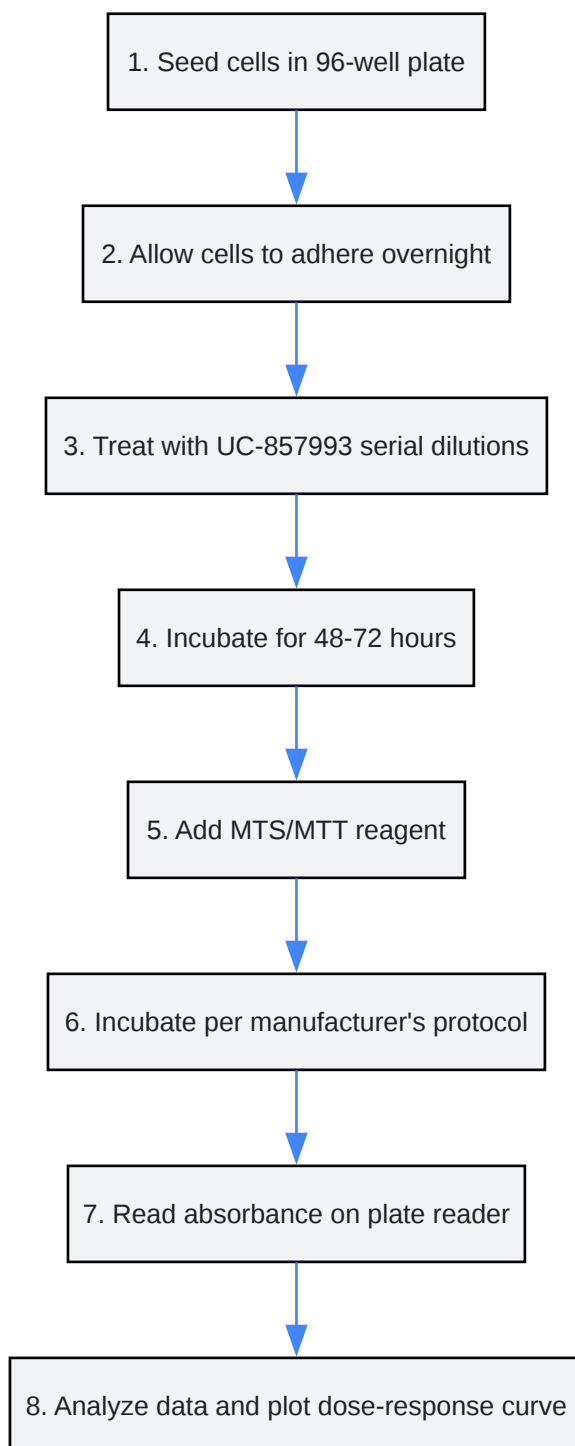 1. Seed cells in 96-well plate
2. Allow cells to adhere overnight
3. Treat with UC-857993 serial dilutions
4. Incubate for 48-72 hours
5. Add MTS/MTT reagent
6. Incubate per manufacturer's protocol
7. Read absorbance on plate reader
8. Analyze data and plot dose-response curve